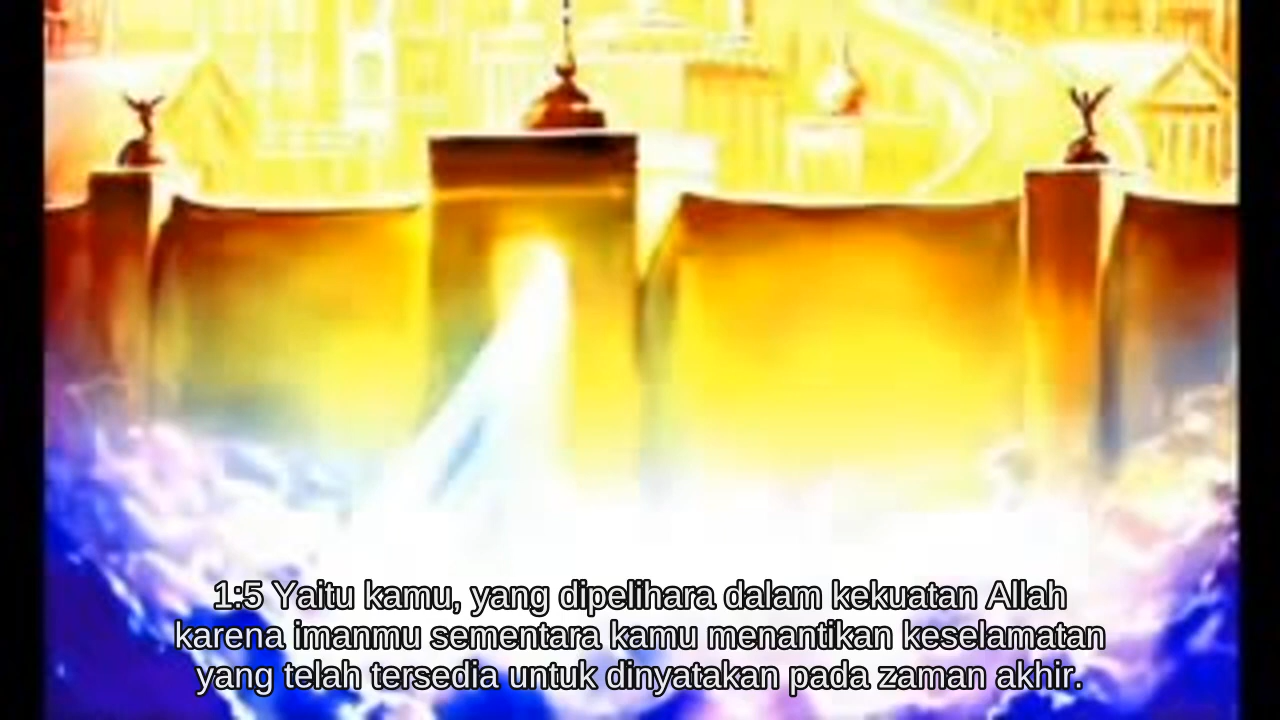 1:5 Yaitu kamu, yang dipelihara dalam kekuatan Allah
karena imanmu sementara kamu menantikan keselamatan
yang telah tersedia untuk dinyatakan pada zaman akhir.